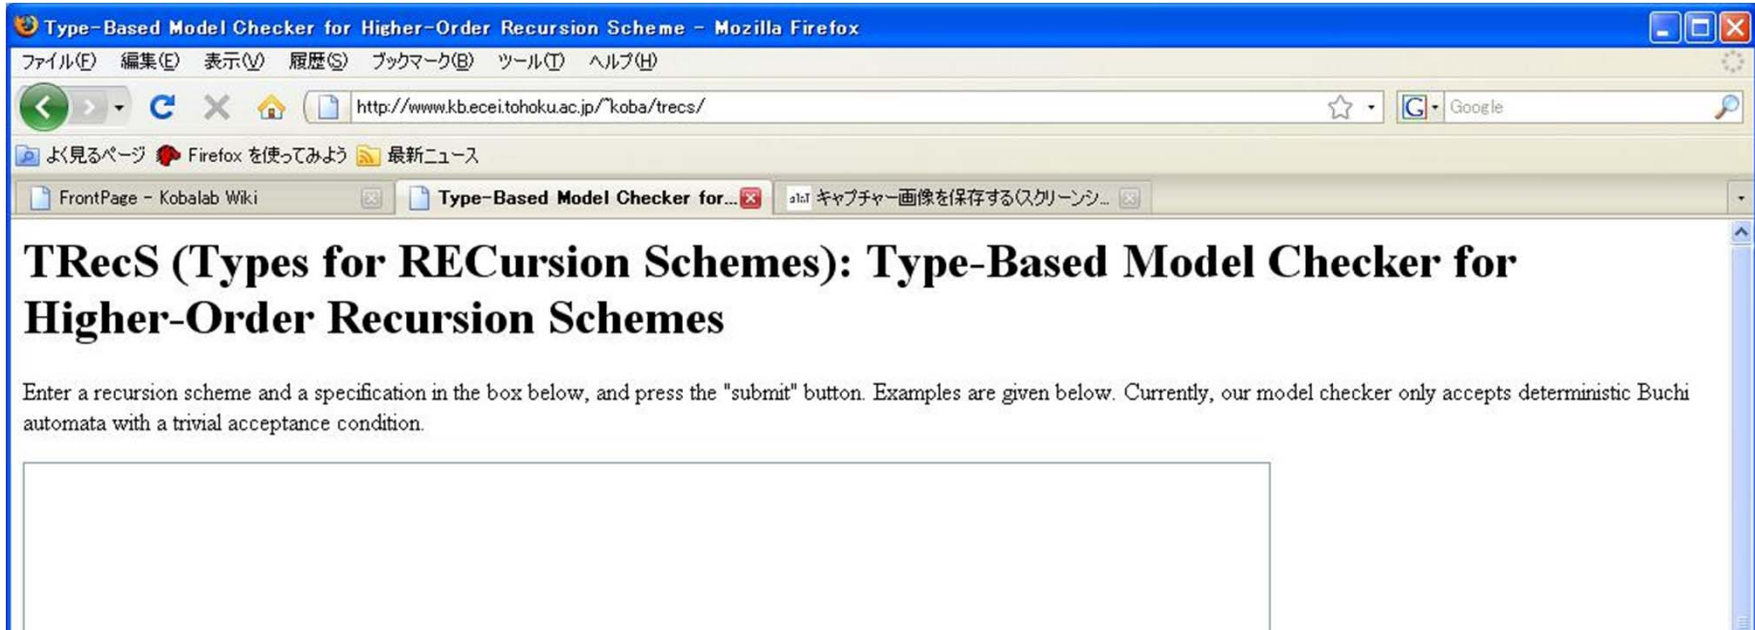 Type-Based Model Checker for Higher-Order Recursion Scheme - Mozilla Firefox
ファイル(F) 編集(E) 表示(V) 履歴(S) ブックマーク(B) ツール(T) ヘルプ(H)
http://www.kb.ecei.tohoku.ac.jp/~koba/trecs/ G Google
よく見るページ Firefox を使ってみよう 最新ニュース
FrontPage - Kobalab Wiki Type-Based Model Checker for... キャプチャー画像を保存する(スクリーンシ...
TRecS (Types for RECursion Schemes): Type-Based Model Checker for
Higher-Order Recursion Schemes
Enter a recursion scheme and a specification in the box below, and press the "submit" button. Examples are given below. Currently, our model checker only accepts deterministic Buchi
automata with a trivial acceptance condition.